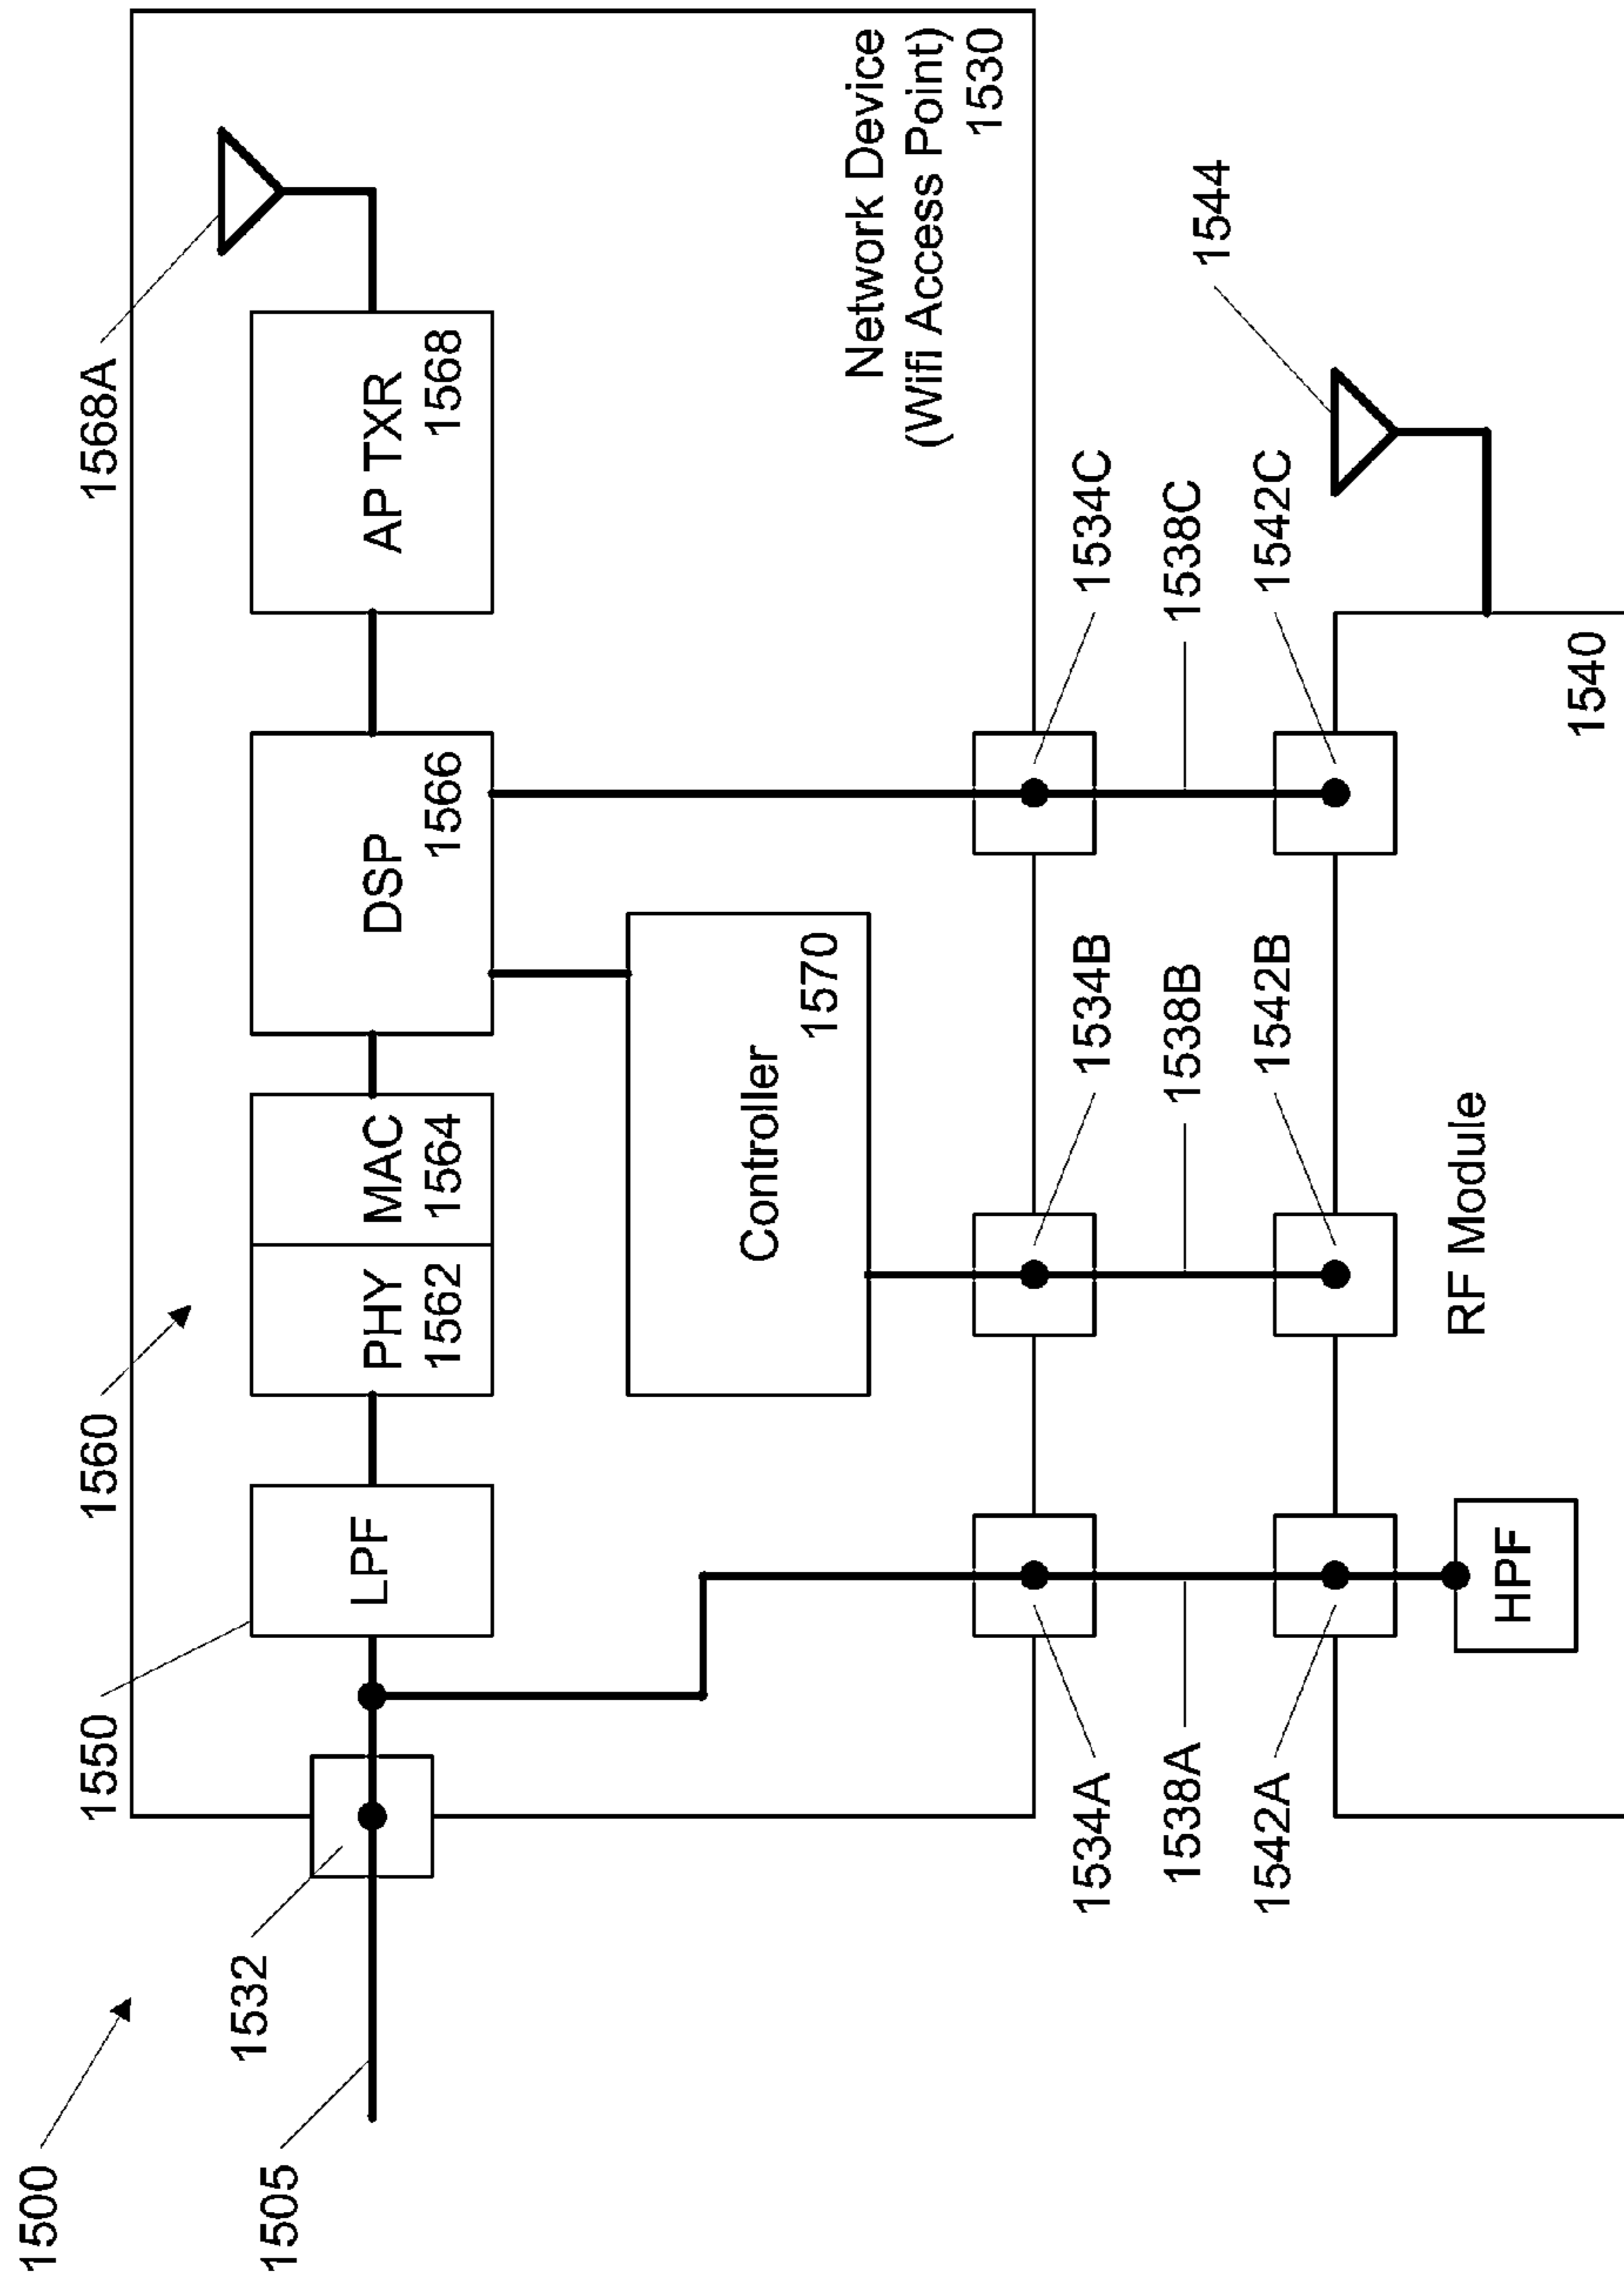 1500
1505
1532
1550
1560
1568A
LPF
PHY
1562
MAC
1564
DSP
1566
AP TXR
1568
Controller
1570
Network Device
(Wifi Access Point)
1530
1534A
1534B
1534C
1538A
1538B
1538C
1542A
1542B
1542C
1544
HPF
RF Module
1540